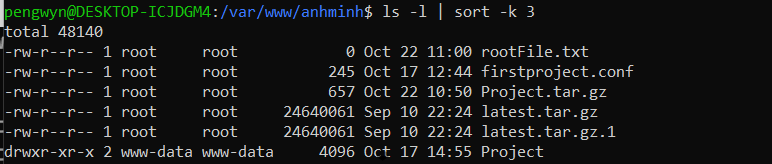 pengwyn@DESKTOP-ICJDGM4:/var/www/anhminh$ ls -l | sort -k 3
total 48140
-rw-r--r-- 1 root     root            0 Oct 22 11:00 rootFile.txt
-rw-r--r-- 1 root     root          245 Oct 17 12:44 firstproject.conf
-rw-r--r-- 1 root     root          657 Oct 22 10:50 Project.tar.gz
-rw-r--r-- 1 root     root     24640061 Sep 10 22:24 latest.tar.gz
-rw-r--r-- 1 root     root     24640061 Sep 10 22:24 latest.tar.gz.1
drwxr-xr-x 2 www-data www-data     4096 Oct 17 14:55 Project